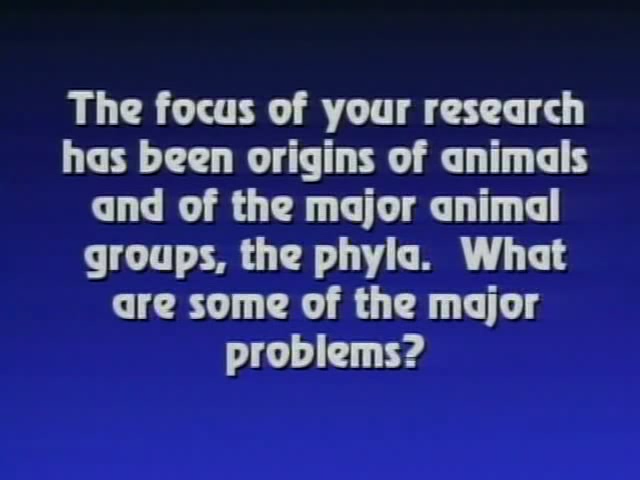 The focus of your research
has been origins of animals
and of the major animal
groups, the phyla.  What
are some of the major
problems?